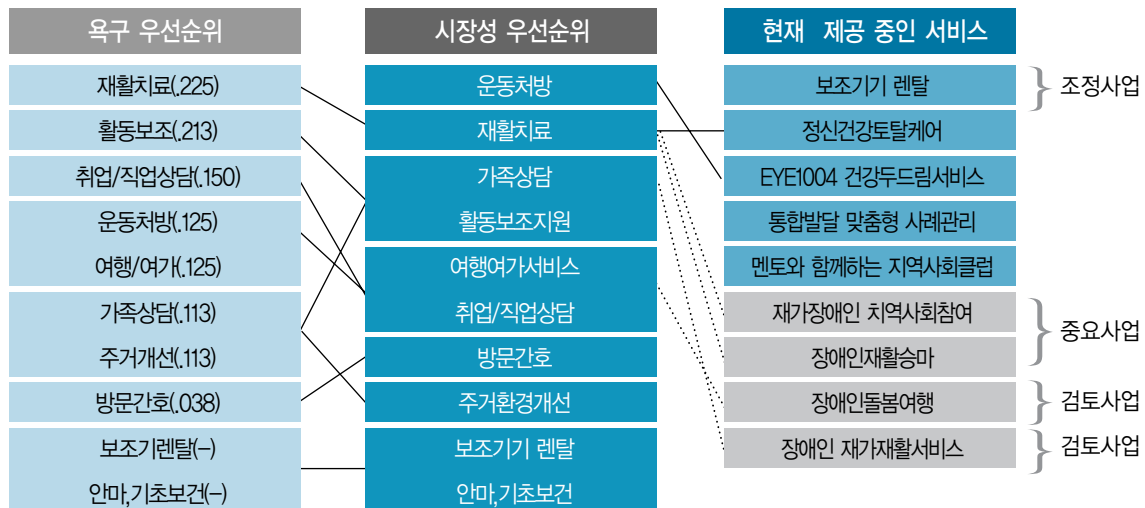 욕구 우선순위
재활치료(.225)
활동보조(.213)
취업/직업상담(.150)
운동처방(.125)
여행/여가(.125)
가족상담(.113)
주거개선(.113)
방문간호(.038)
보조기렌탈(-)
안마,기초보건(-)
시장성 우선순위
운동처방
재활치료
가족상담
활동보조지원
여행여가서비스
취업/직업상담
방문간호
주거환경개선
보조기기 렌탈
안마,기초보건
현재 제공 중인 서비스
보조기기 렌탈
정신건강토탈케어
EYE1004 건강두드림서비스
통합발달 맞춤형 사례관리
멘토와 함께하는 지역사회클럽
재가장애인 치역사회참여
장애인재활승마
장애인돌봄여행
장애인 재가재활서비스
조정사업
중요사업
검토사업
검토사업